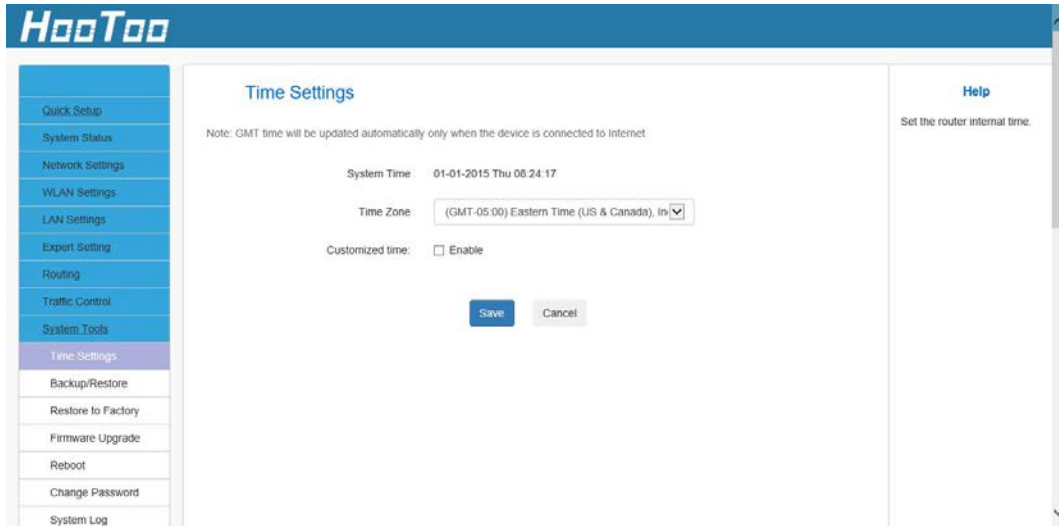 HooToo
Quick Setup
System Status
Network Settings
WLAN Settings
LAN Settings
Expert Setting
Routing
Traffic Control
System Tools
Time Settings
Backup/Restore
Restore to Factory
Firmware Upgrade
Reboot
Change Password
System Log
Time Settings
Note: GMT time will be updated automatically only when the device is connected to Internet
System Time 01-01-2015 Thu 08:24:17
Time Zone (GMT-05:00) Eastern Time (US & Canada), In
Customized time: Enable
Save Cancel
Help
Set the router internal time.